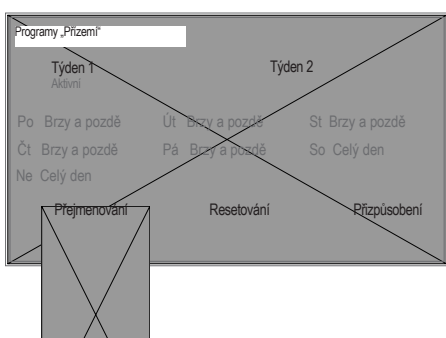 Programy „Přízemí“
Týden 1 Týden 2
Aktivní
Po Brzy a pozdě Út Brzy a pozdě St Brzy a pozdě
Čt Brzy a pozdě Pá Brzy a pozdě So Celý den
Ne Celý den
Přejmenování Resetování Přizpůsobení